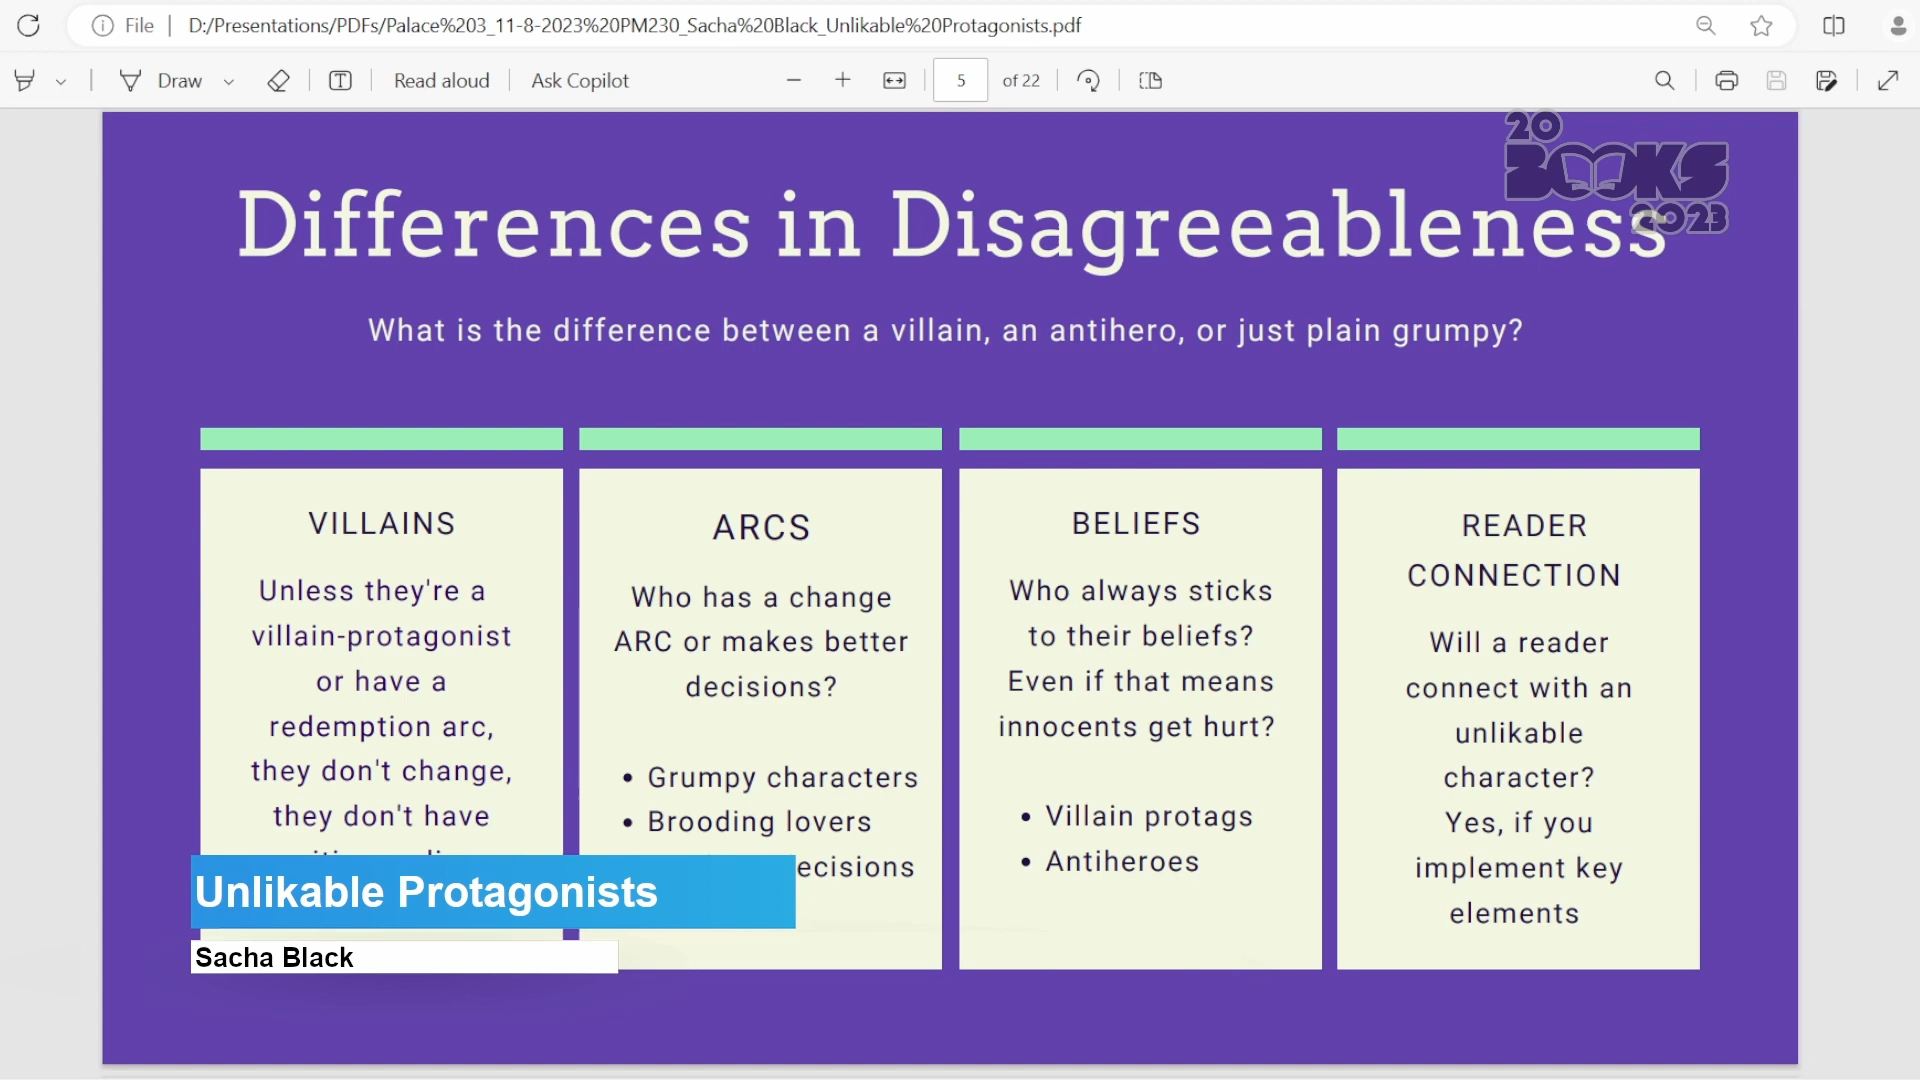 File | D:/Presentations/PDFs/Palace%203_11-8-2023%20PM230_Sacha%20Black_Unlikable%20Protagonists.pdf
Draw
Read aloud
Ask Copilot
5 of 22
20
BOOKS
2023
Differences in Disagreeableness
What is the difference between a villain, an antihero, or just plain grumpy?
VILLAINS
Unless they're a
villain-protagonist
or have a
redemption arc,
they don't change,
they don't have
ARCS
Who has a change
ARC or makes better
decisions?
• Grumpy characters
• Brooding lovers
ecisions
BELIEFS
Who always sticks
to their beliefs?
Even if that means
innocents get hurt?
• Villain protags
• Antiheroes
READER
CONNECTION
Will a reader
connect with an
unlikable
character?
Yes, if you
implement key
elements
Unlikable Protagonists
Sacha Black